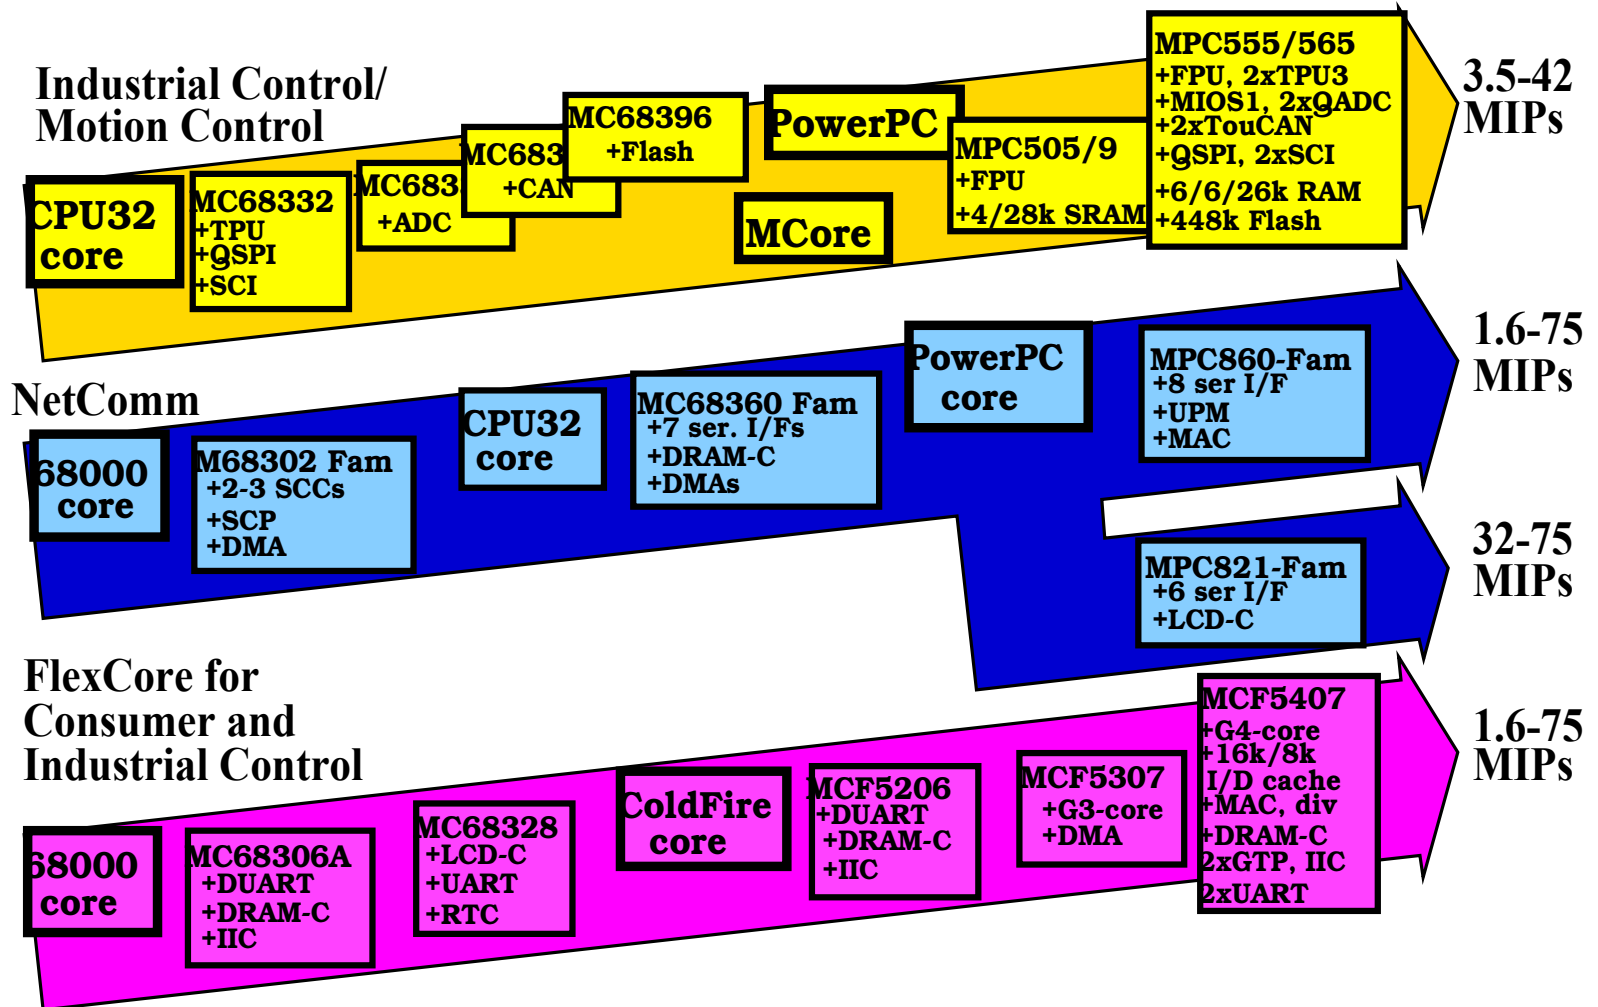 Industrial Control/
Motion Control
CPU32
core
MC68332
+TPU
+QSPI
+SCI
MC683
+ADC
MC683
+CAN
MC68396
+Flash
PowerPC
MCore
MPC505/9
+FPU
+4/28k SRAM
MPC555/565
+FPU, 2xTPU3
+MIOS1, 2xQADC
+2xTouCAN
+QSPI, 2xSCI
+6/6/26k RAM
+448k Flash
3.5-42
MIPs
NetComm
68000
core
M68302 Fam
+2-3 SCCs
+SCP
+DMA
CPU32
core
MC68360 Fam
+7 ser. I/Fs
+DRAM-C
+DMAs
PowerPC
core
MPC860-Fam
+8 ser I/F
+UPM
+MAC
1.6-75
MIPs
MPC821-Fam
+6 ser I/F
+LCD-C
32-75
MIPs
FlexCore for
Consumer and
Industrial Control
68000
core
MC68306A
+DUART
+DRAM-C
+IIC
MC68328
+LCD-C
+UART
+RTC
ColdFire
core
MCF5206
+DUART
+DRAM-C
+IIC
MCF5307
+G3-core
+DMA
MCF5407
+G4-core
+16k/8k
I/D cache
+MAC, div
+DRAM-C
2xGTP, IIC
2xUART
1.6-75
MIPs